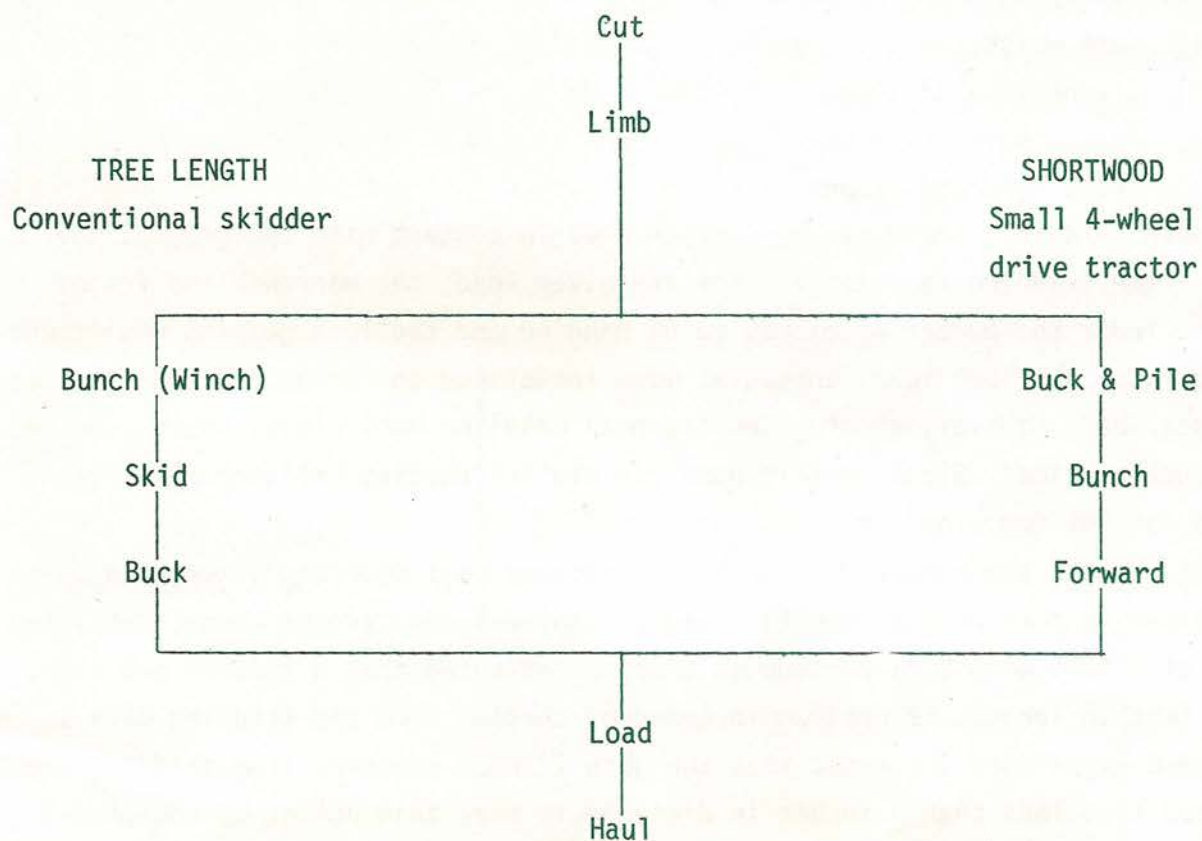 Cut
Limb
TREE LENGTH
Conventional skidder
SHORTWOOD
Small 4-wheel
drive tractor
Bunch (Winch)
Skid
Buck
Buck & Pile
Bunch
Forward
Load
Haul